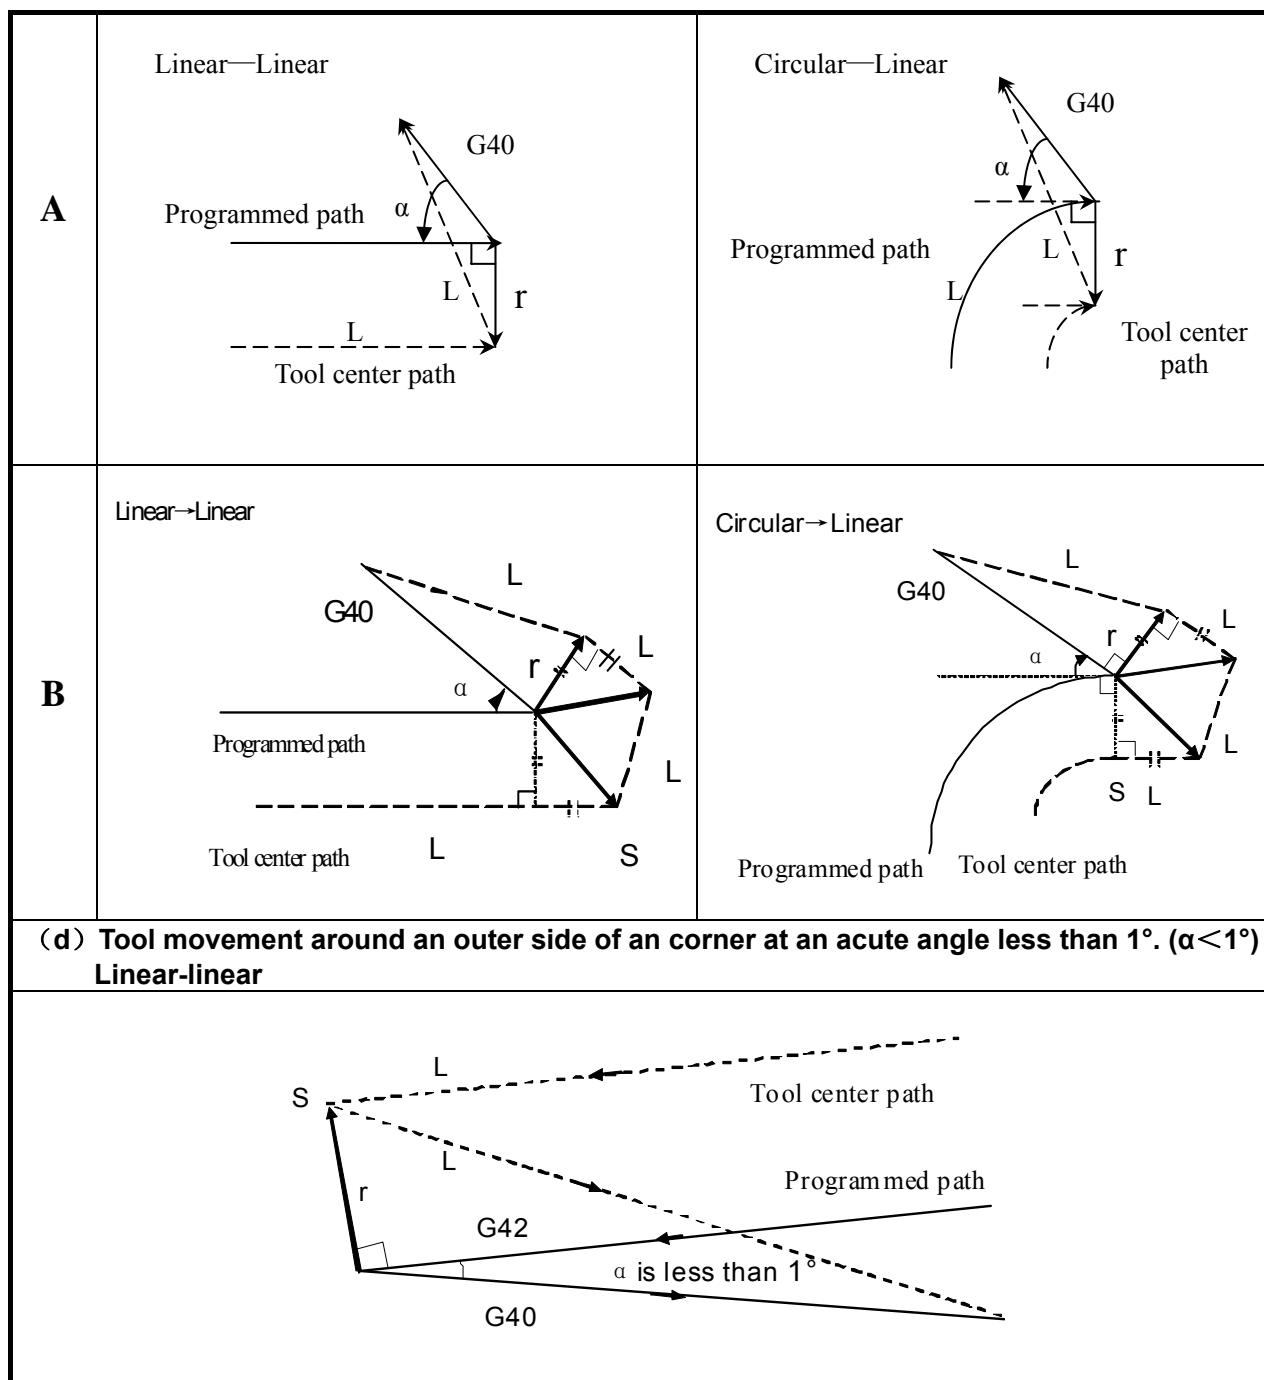 A
Linear—Linear
G40
α
Programmed path
L
r
L
Tool center path
Circular—Linear
G40
α
Programmed path
L
r
L
Tool center
path
B
Linear→Linear
L
G40
r
L
α
Programmed path
L
Tool center path
L
S
Circular→Linear
L
G40
r
L
α
L
S
L
Programmed path
Tool center path
（d）Tool movement around an outer side of an corner at an acute angle less than 1°. (α＜1°)
Linear-linear
L
S
Tool center path
L
r
Programmed path
G42
α is less than 1°
G40